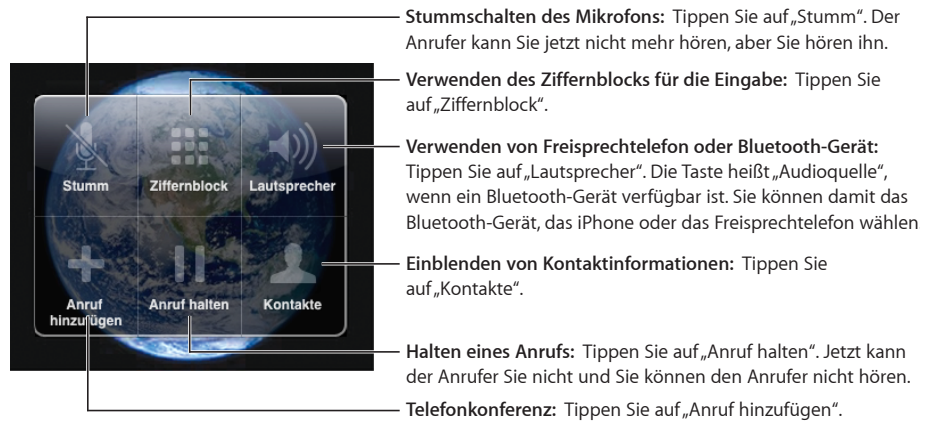 Stummschalten des Mikrofons: Tippen Sie auf „Stumm“. Der
Anrufer kann Sie jetzt nicht mehr hören, aber Sie hören ihn.
Verwenden des Ziffernblocks für die Eingabe: Tippen Sie
auf „Ziffernblock“.
Verwenden von Freisprechtelefon oder Bluetooth-Gerät:
Tippen Sie auf „Lautsprecher“. Die Taste heißt „Audioquelle“,
wenn ein Bluetooth-Gerät verfügbar ist. Sie können damit das
Bluetooth-Gerät, das iPhone oder das Freisprechtelefon wählen
Einblenden von Kontaktinformationen: Tippen Sie
auf „Kontakte“.
Halten eines Anrufs: Tippen Sie auf „Anruf halten“. Jetzt kann
der Anrufer Sie nicht und Sie können den Anrufer nicht hören.
Telefonkonferenz: Tippen Sie auf „Anruf hinzufügen“.
Stumm
Ziffernblock
Lautsprecher
Anruf
hinzufügen
Anruf halten
Kontakte